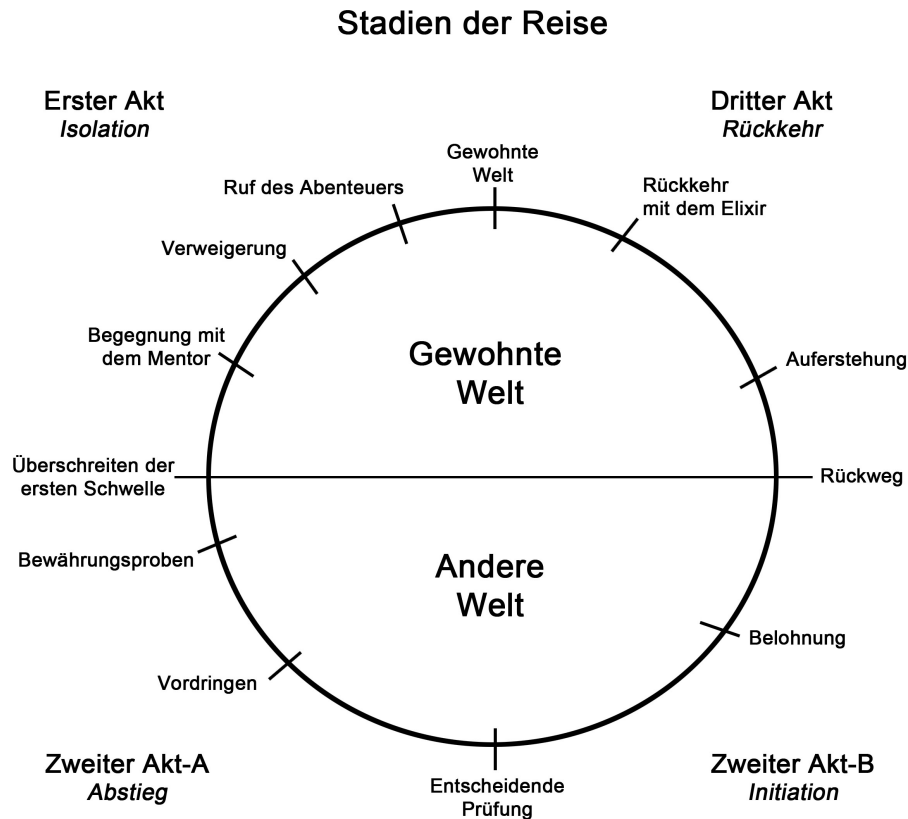 Stadien der Reise
Erster Akt
Isolation
Dritter Akt
Rückkehr
Gewohnte
Welt
Ruf des Abenteuers
Rückkehr
mit dem Elixir
Verweigerung
Begegnung mit
dem Mentor
Gewohnte
Welt
Auferstehung
Überschreiten der
ersten Schwelle
Rückweg
Bewährungsproben
Andere
Welt
Belohnung
Vordringen
Zweiter Akt-A
Abstieg
Entscheidende
Prüfung
Zweiter Akt-B
Initiation